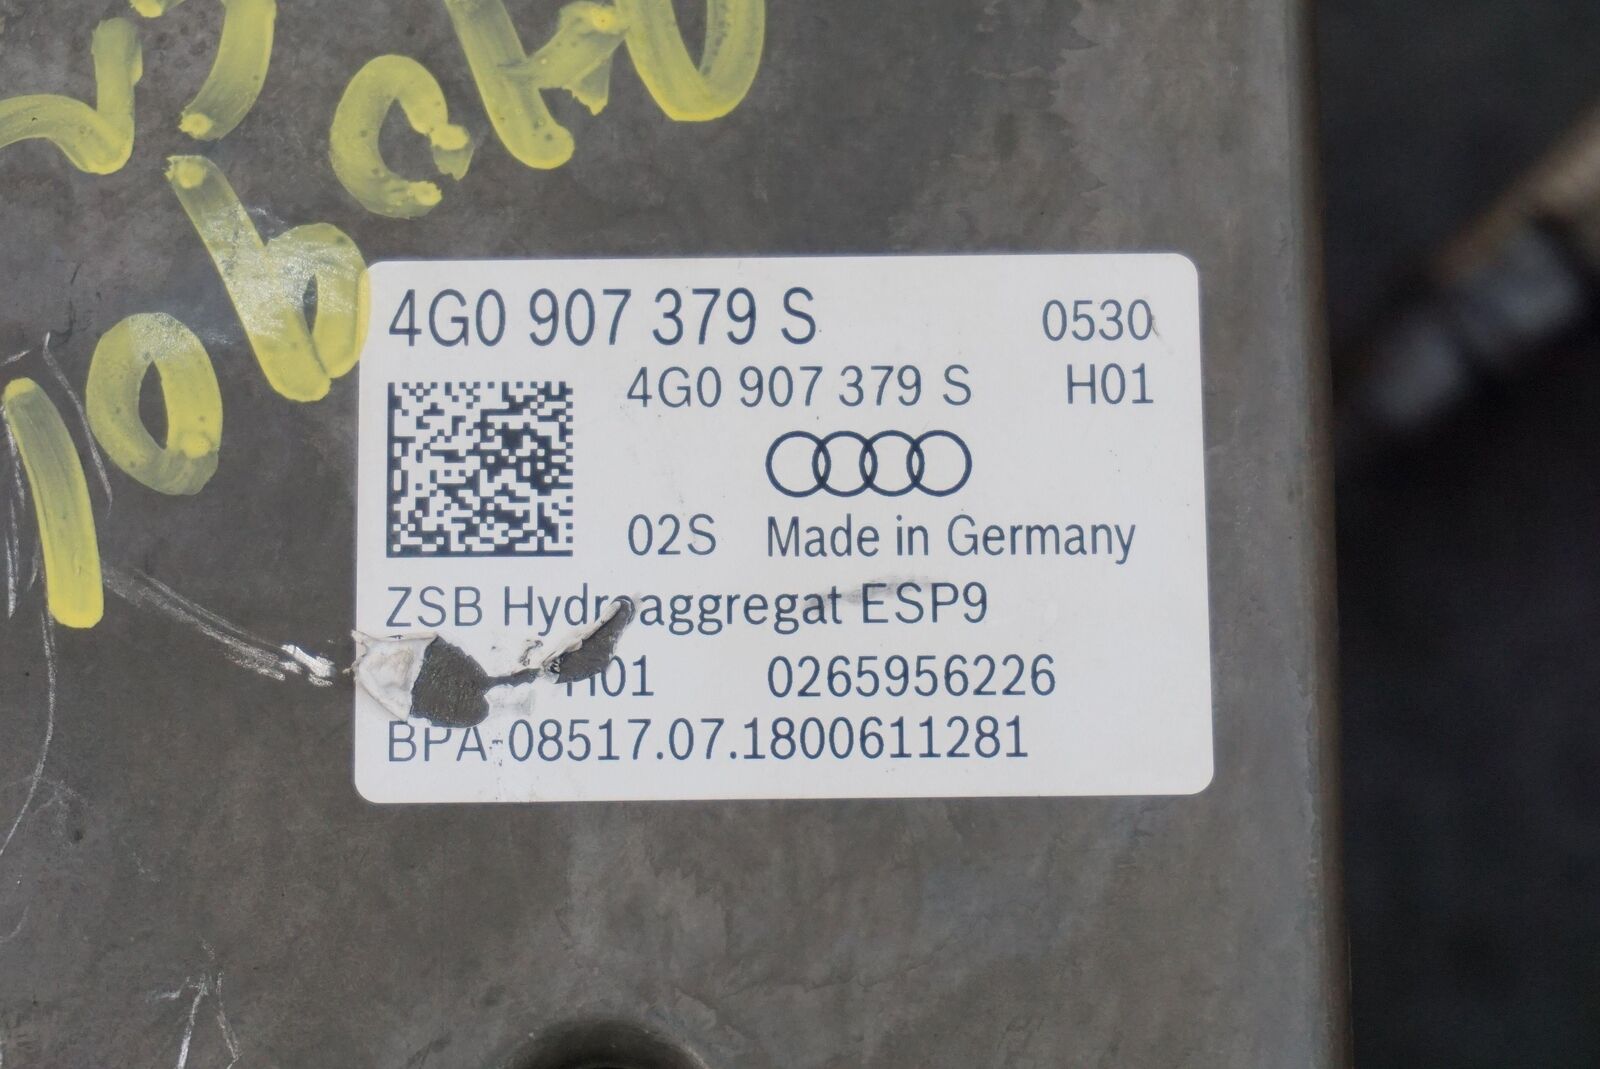 4G0 907 379 S 0530
4G0 907 379 S H01
02S Made in Germany
ZSB Hydroaggregat ESP9
H01 0265956226
BPA-08517.07.1800611281